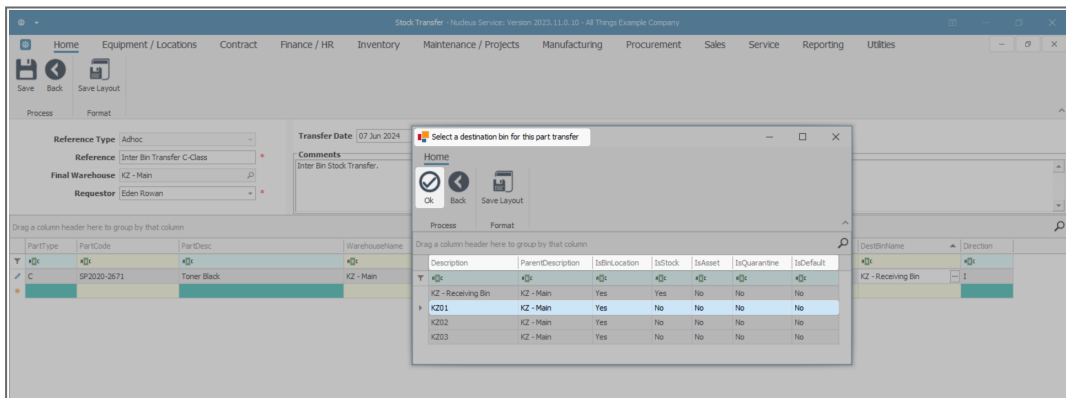 Stock Transfer - Nucleus Service: Version 2023.11.0.10 - All Things Example Company
Home Equipment / Locations Contract Finance / HR Inventory Maintenance / Projects Manufacturing Procurement Sales Service Reporting Utilities
Save Back Save Layout
Process Format
Reference Type Adhoc
Reference Inter Bin Transfer C-Class *
Final Warehouse KZ - Main
Requestor Eden Rowan *
Transfer Date 07 Jun 2024
Comments
Inter Bin Stock Transfer.
Drag a column header here to group by that column
PartType PartCode PartDesc WarehouseName DestBinName Direction
C SP2020-2671 Toner Black KZ - Main KZ - Receiving Bin ... I
Select a destination bin for this part transfer
Home
Ok Back Save Layout
Process Format
Drag a column header here to group by that column
Description ParentDescription IsBinLocation IsStock IsAsset IsQuarantine IsDefault
KZ - Receiving Bin KZ - Main Yes Yes No No No
KZ01 KZ - Main Yes No No No No
KZ02 KZ - Main Yes No No No No
KZ03 KZ - Main Yes No No No No